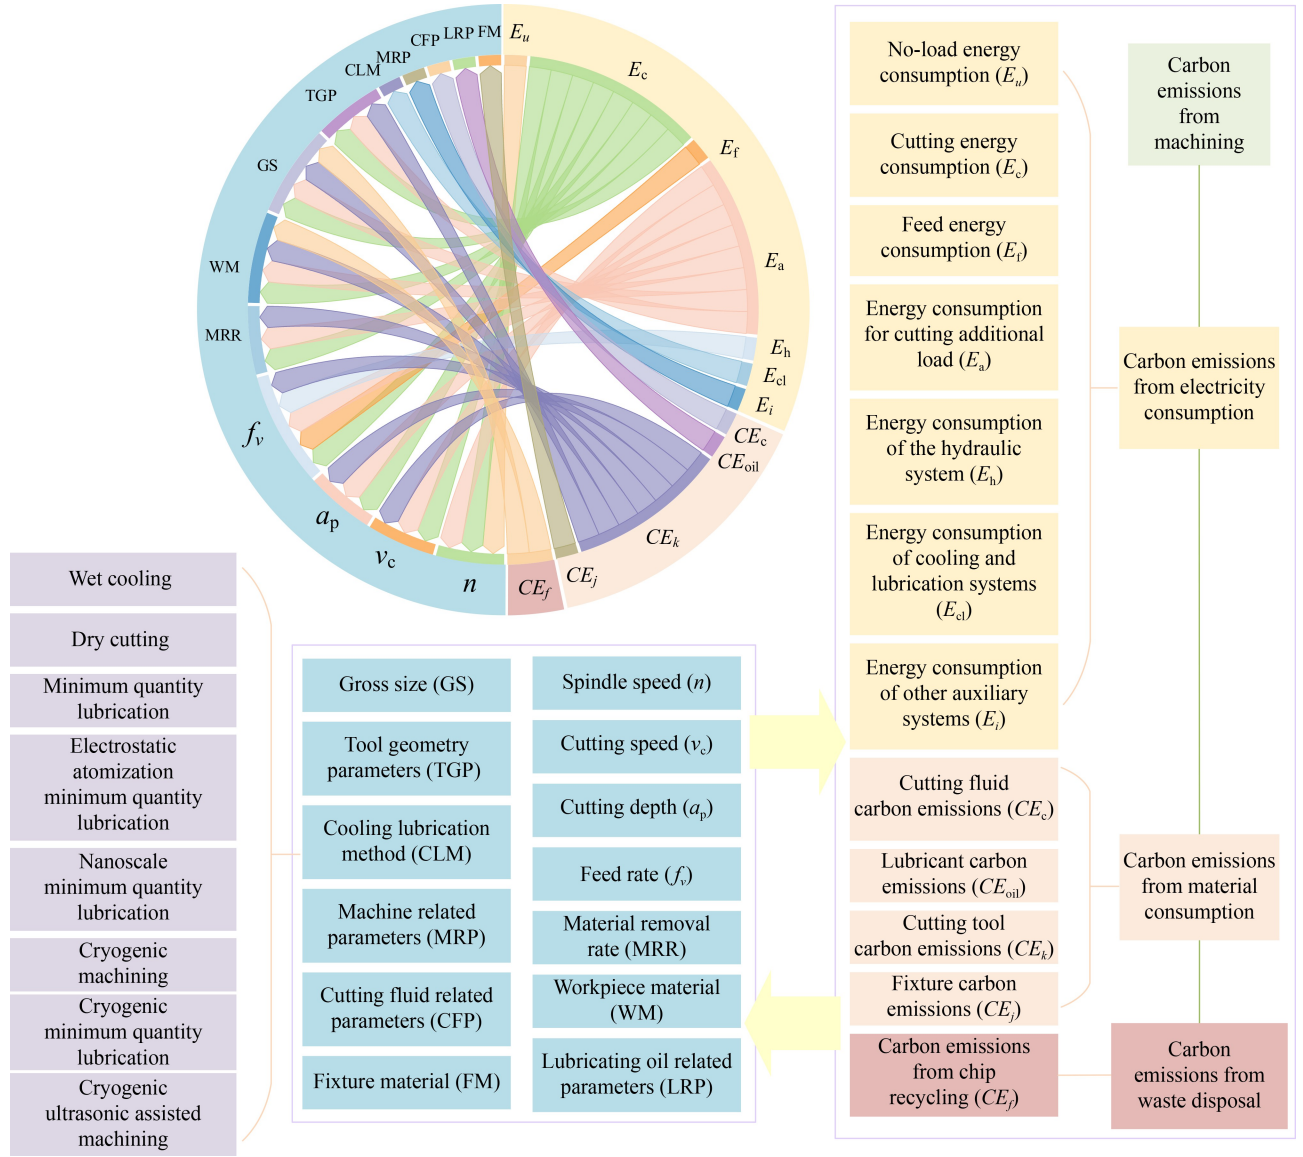 FM
LRP
CFP
MRP
CLM
TGP
GS
WM
MRR
fv
ap
vc
n
Eu
Ec
Ef
Ea
Eh
Ecl
Ei
CEc
CEoil
CEk
CEj
CEf
Wet cooling
Dry cutting
Minimum quantity
lubrication
Electrostatic
atomization
minimum quantity
lubrication
Nanoscale
minimum quantity
lubrication
Cryogenic
machining
Cryogenic
minimum quantity
lubrication
Cryogenic
ultrasonic assisted
machining
Gross size (GS)
Tool geometry
parameters (TGP)
Cooling lubrication
method (CLM)
Machine related
parameters (MRP)
Cutting fluid related
parameters (CFP)
Fixture material (FM)
Spindle speed (n)
Cutting speed (vc)
Cutting depth (ap)
Feed rate (fv)
Material removal
rate (MRR)
Workpiece material
(WM)
Lubricating oil related
parameters (LRP)
No-load energy
consumption (Eu)
Cutting energy
consumption (Ec)
Feed energy
consumption (Ef)
Energy consumption
for cutting additional
load (Ea)
Energy consumption
of the hydraulic
system (Eh)
Energy consumption
of cooling and
lubrication systems
(Ecl)
Energy consumption
of other auxiliary
systems (Ei)
Cutting fluid
carbon emissions (CEc)
Lubricant carbon
emissions (CEoil)
Cutting tool
carbon emissions (CEk)
Fixture carbon
emissions (CEj)
Carbon emissions
from chip
recycling (CEf)
Carbon
emissions
from
machining
Carbon emissions
from electricity
consumption
Carbon emissions
from material
consumption
Carbon
emissions from
waste disposal